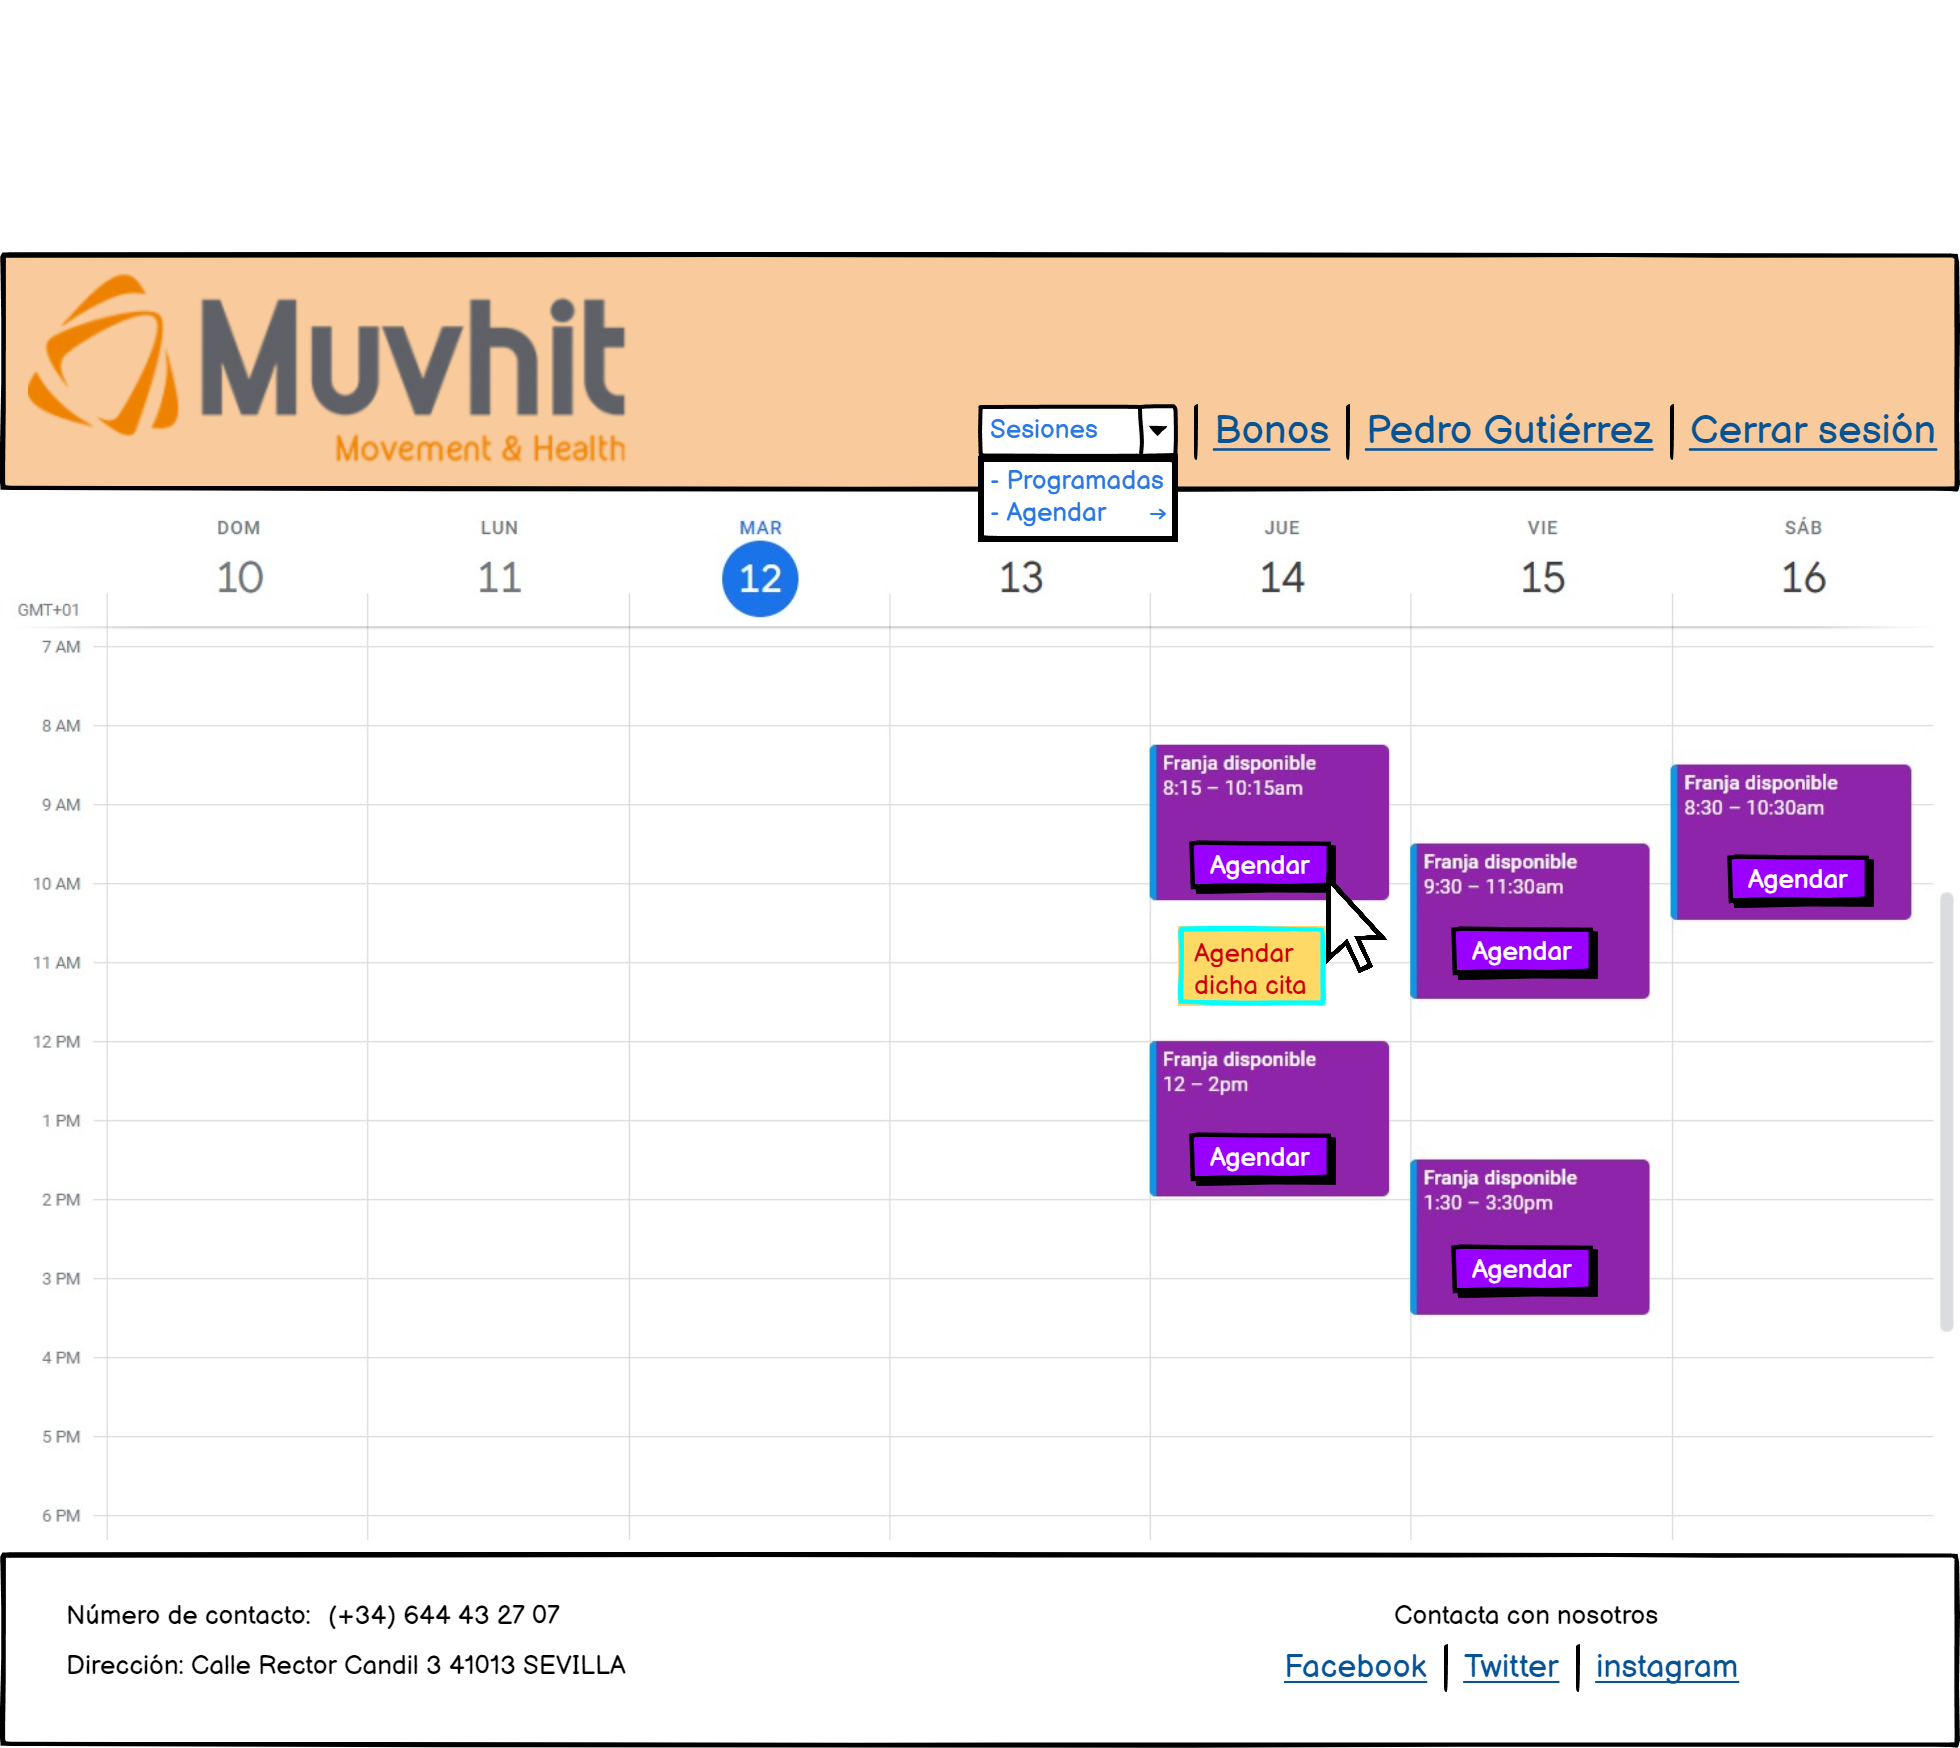 Muvhit
Movement & Health
Sesiones
Bonos
Pedro Gutiérrez
Cerrar sesión
- Programadas
- Agendar →
DOM
LUN
MAR
JUE
VIE
SÁB
10
11
12
13
14
15
16
GMT+01
7 AM
8 AM
9 AM
10 AM
11 AM
12 PM
1 PM
2 PM
3 PM
4 PM
5 PM
6 PM
Franja disponible
8:15 – 10:15am
Agendar
Agendar
dicha cita
Franja disponible
12 – 2pm
Agendar
Franja disponible
9:30 – 11:30am
Agendar
Franja disponible
1:30 – 3:30pm
Agendar
Franja disponible
8:30 – 10:30am
Agendar
Número de contacto: (+34) 644 43 27 07
Dirección: Calle Rector Candil 3 41013 SEVILLA
Contacta con nosotros
Facebook
Twitter
instagram